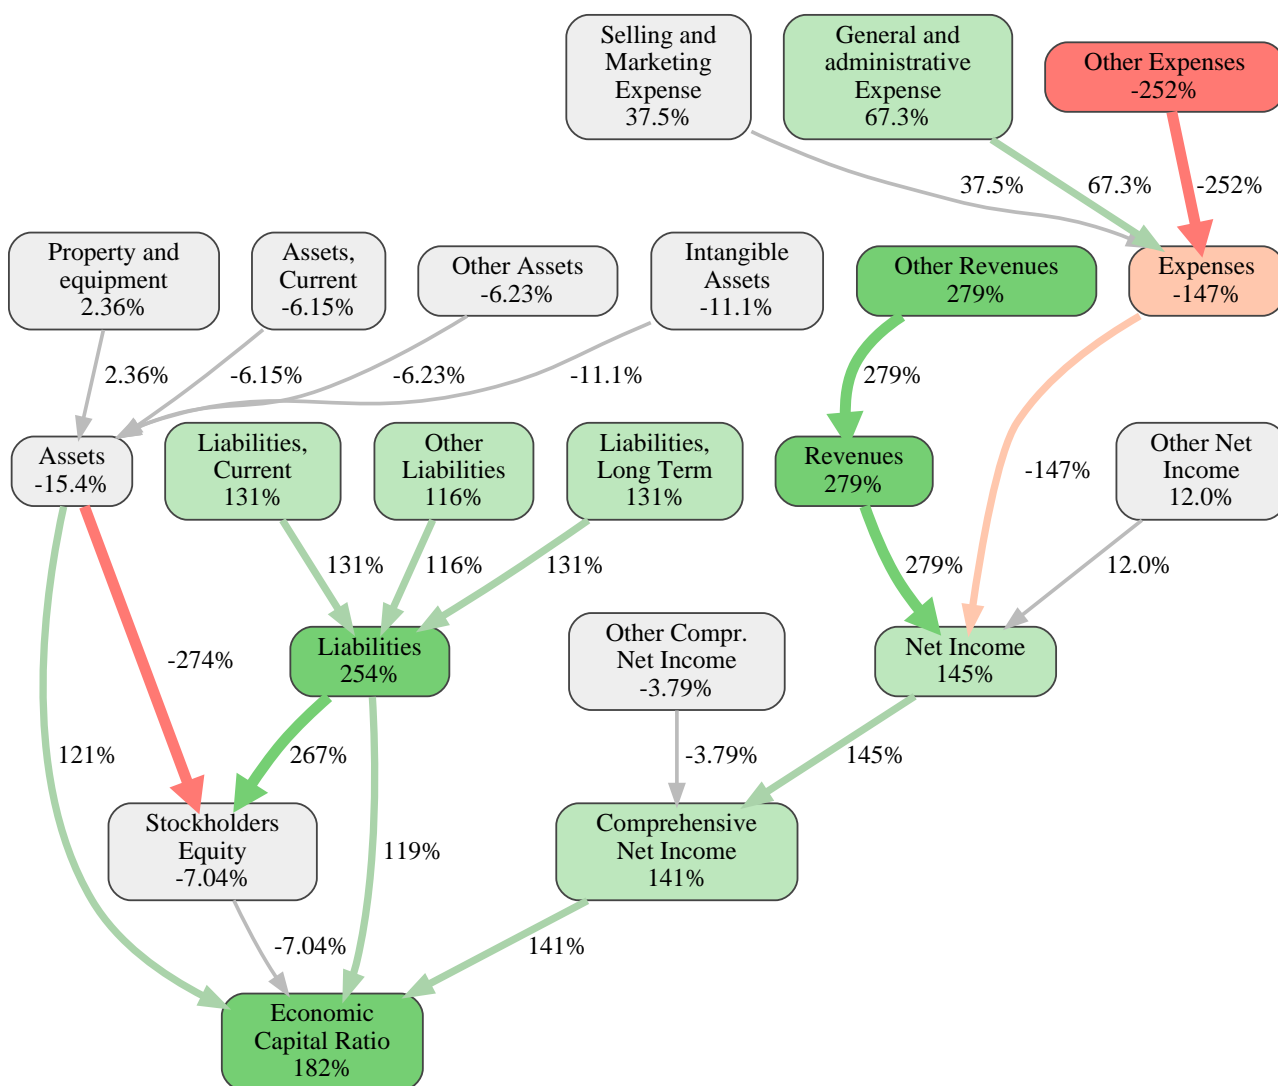 Selling and
Marketing
Expense
37.5%
General and
administrative
Expense
67.3%
Other Expenses
-252%
37.5%
67.3%
-252%
Property and
equipment
2.36%
Assets,
Current
-6.15%
Other Assets
-6.23%
Intangible
Assets
-11.1%
Other Revenues
279%
Expenses
-147%
2.36%
-6.15%
-6.23%
-11.1%
279%
Assets
-15.4%
Liabilities,
Current
131%
Other
Liabilities
116%
Liabilities,
Long Term
131%
Revenues
279%
-147%
Other Net
Income
12.0%
131%
116%
131%
279%
12.0%
-274%
Liabilities
254%
Other Compr.
Net Income
-3.79%
Net Income
145%
121%
267%
-3.79%
145%
Stockholders
Equity
-7.04%
119%
Comprehensive
Net Income
141%
-7.04%
141%
Economic
Capital Ratio
182%